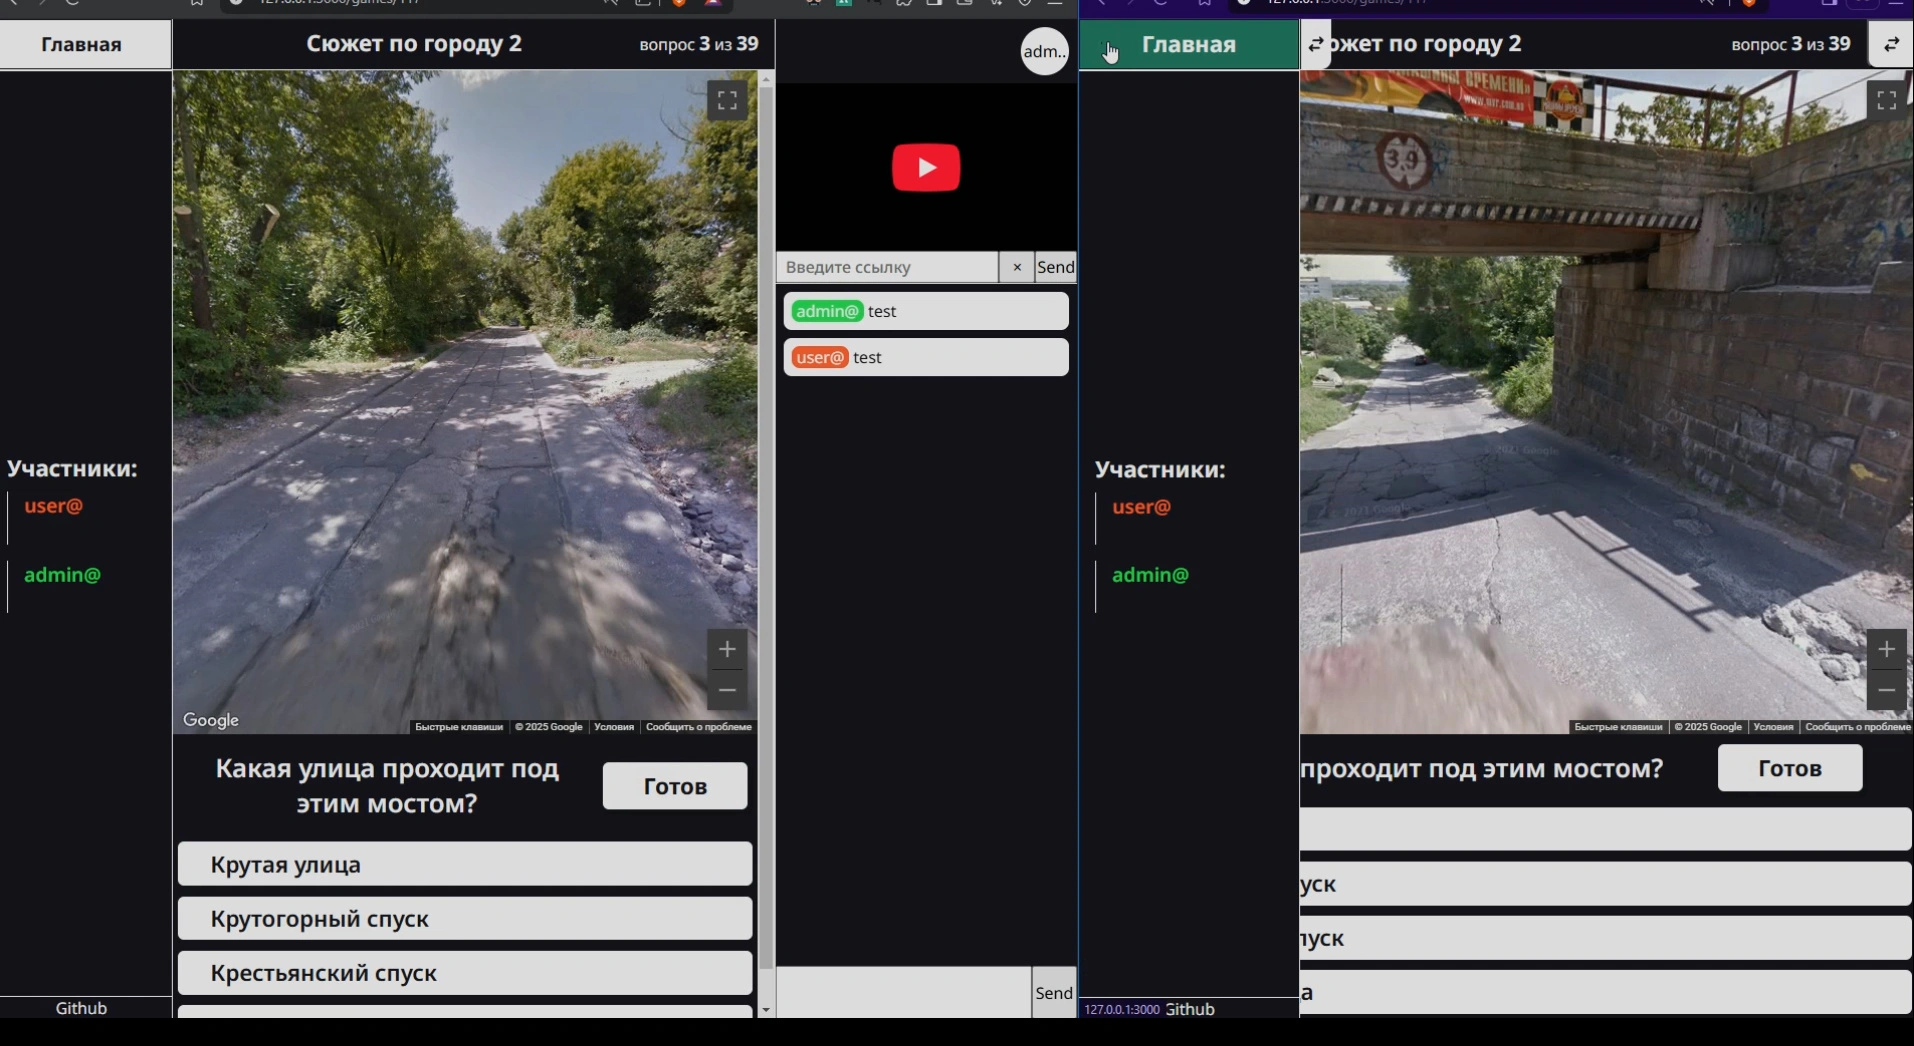 Главная
Сюжет по городу 2
вопрос 3 из 39
adm..
Введите ссылку
×
Send
admin@ test
user@ test
Участники:
user@
admin@
Google
Быстрые клавиши
© 2025 Google
Условия
Сообщить о проблеме
Какая улица проходит под
этим мостом?
Готов
Крутая улица
Крутогорный спуск
Крестьянский спуск
Send
Github
Главная
ожет по городу 2
вопрос 3 из 39
ВРЕМЕНИ»
3.9
Участники:
user@
admin@
© 2021 Google
Быстрые клавиши
© 2025 Google
Условия
Сообщить о проблеме
проходит под этим мостом?
Готов
уск
пуск
а
127.0.0.1:3000
Github